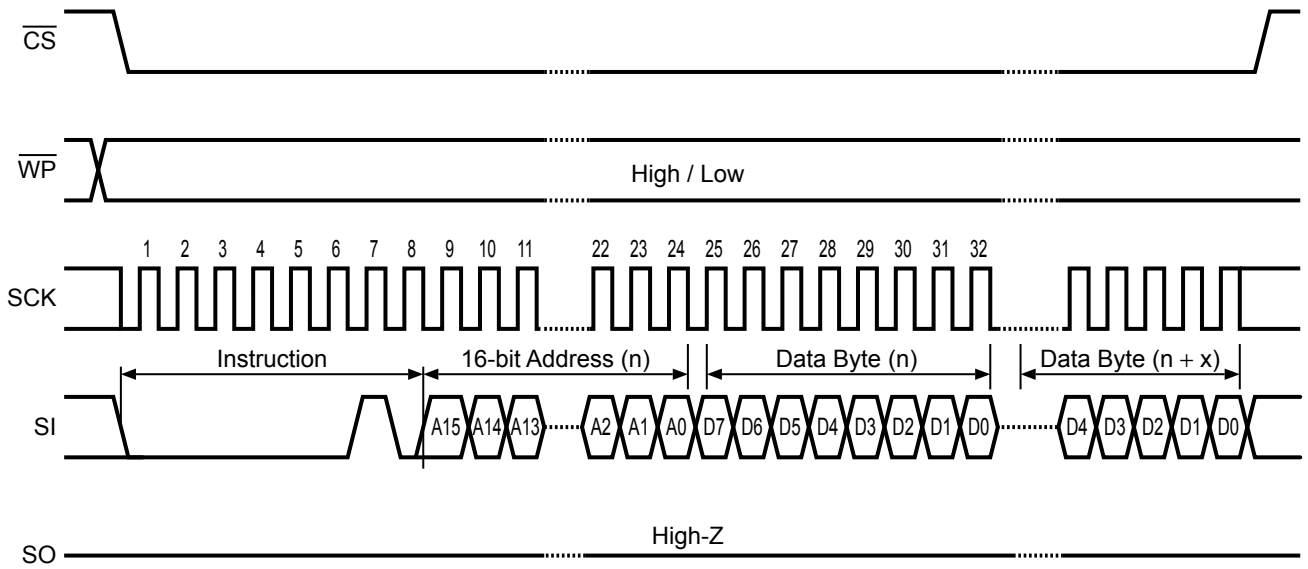 CS
WP
High / Low
1 2 3 4 5 6 7 8 9 10 11 22 23 24 25 26 27 28 29 30 31 32
SCK
Instruction 16-bit Address (n) Data Byte (n) Data Byte (n + x)
SI A15 A14 A13 A2 A1 A0 D7 D6 D5 D4 D3 D2 D1 D0 D4 D3 D2 D1 D0
High-Z
SO